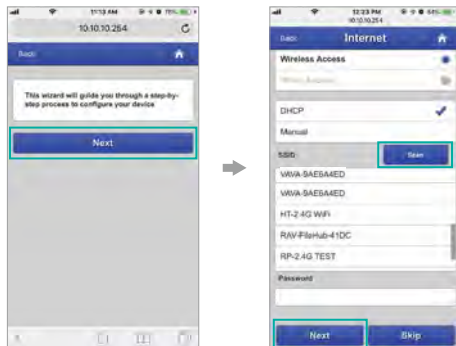 11:13 AM
10.10.10.254
Back
This wizard will guide you through a step-by-
step process to configure your device
Next
12:23 PM
10.10.10.254
Back
Internet
Wireless Access
DHCP
Manual
SSID
Scan
VAVA-9AE6A4ED
VAVA-9AE6A4ED
HT-2.4G WiFi
RAV-FileHub-41DC
RP-2.4G TEST
Password
Next
Skip